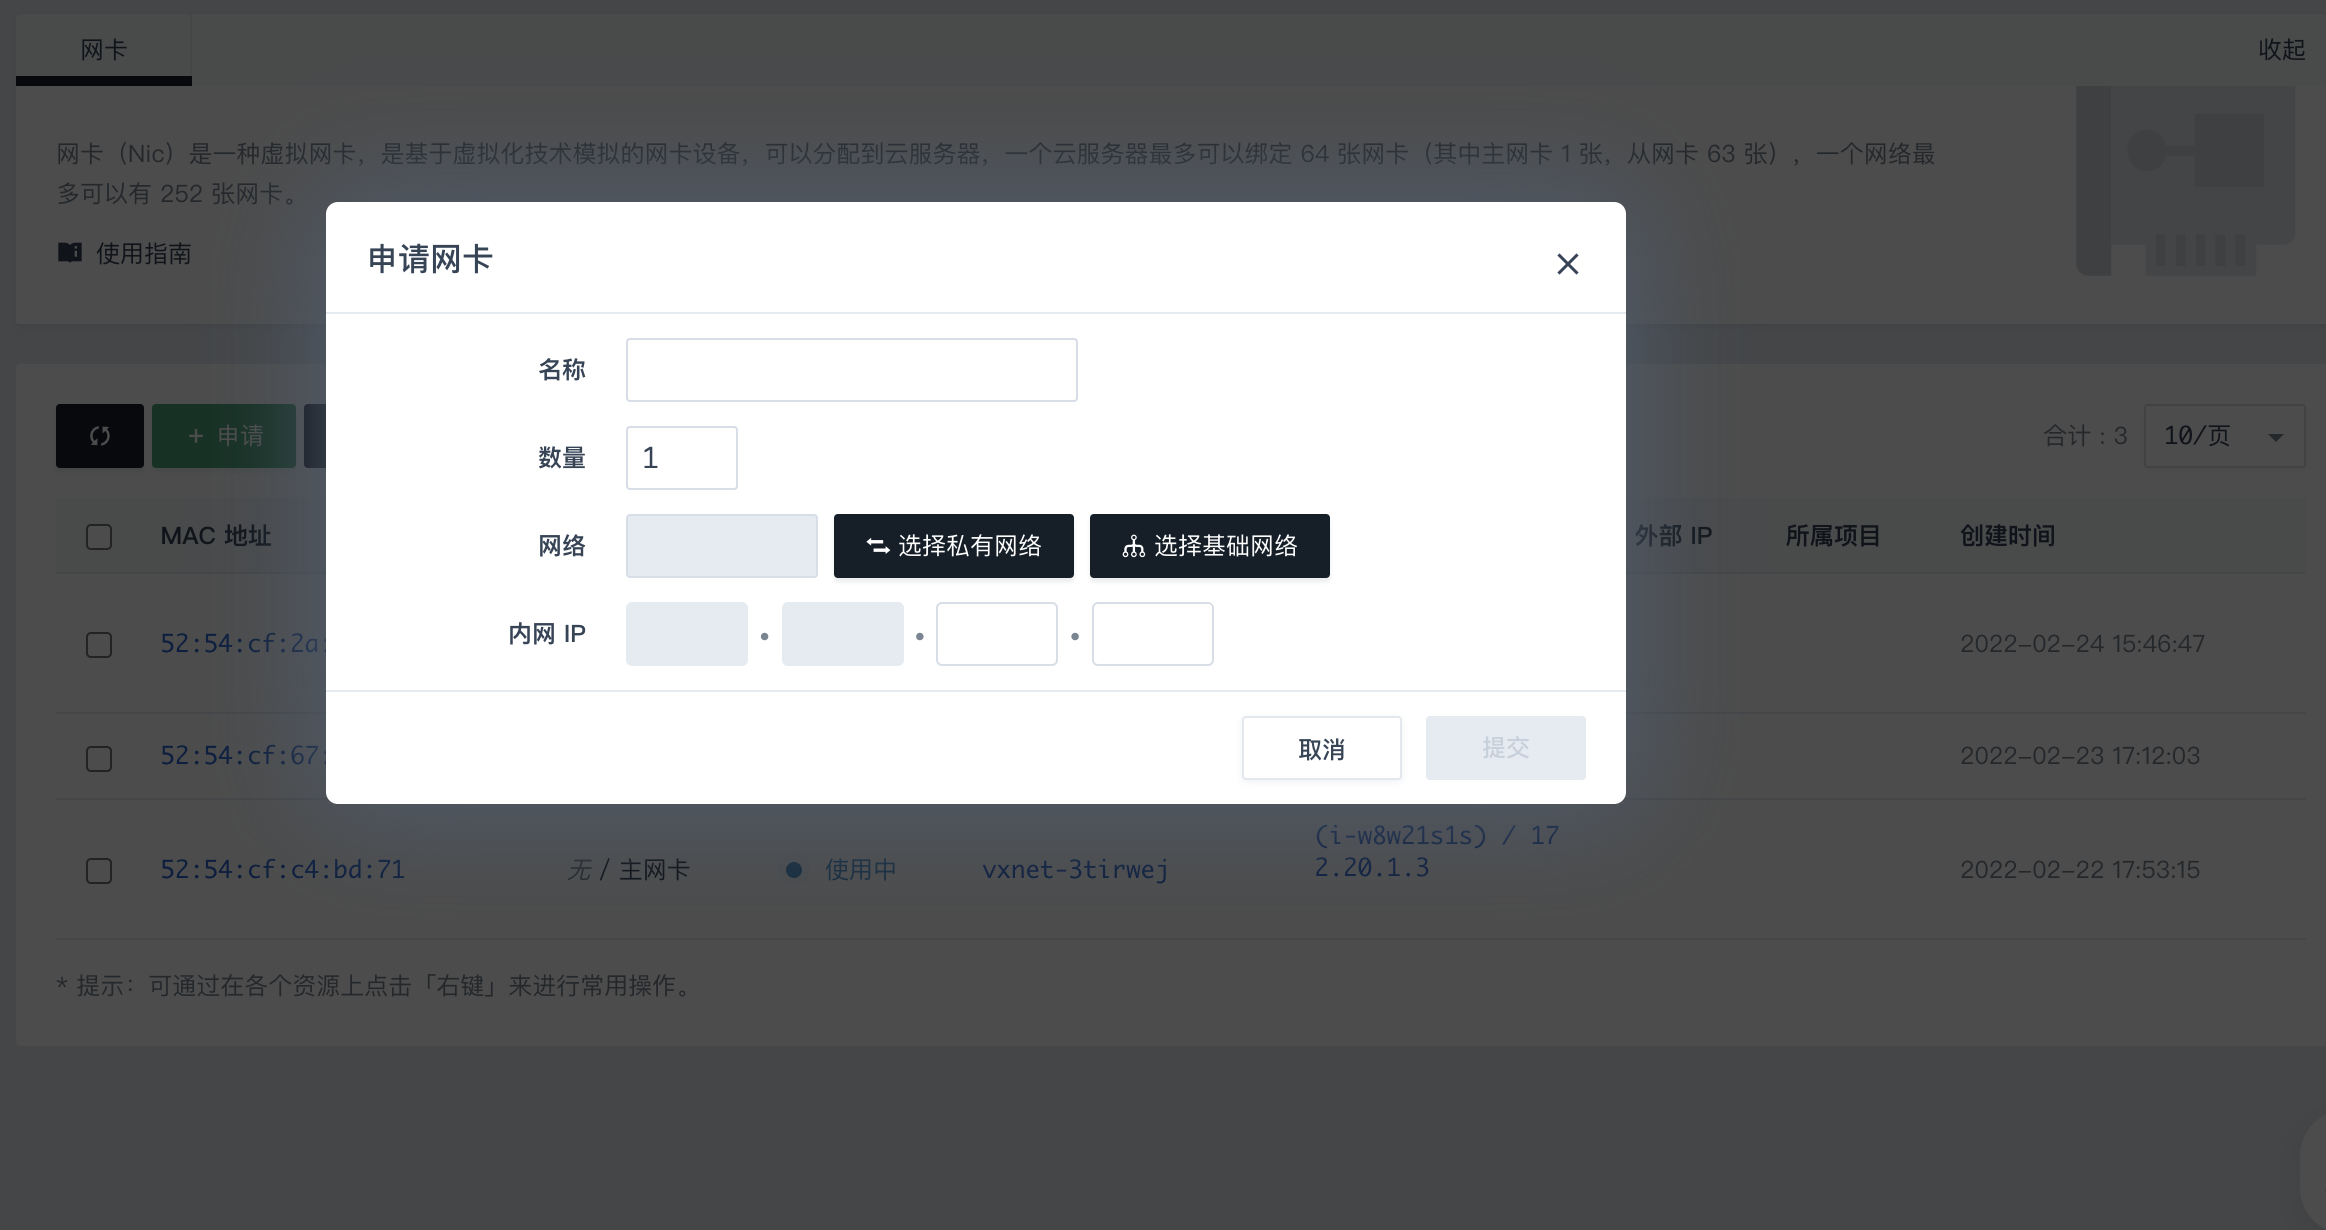 网卡
收起
网卡（Nic）是一种虚拟网卡，是基于虚拟化技术模拟的网卡设备，可以分配到云服务器，一个云服务器最多可以绑定 64 张网卡（其中主网卡 1 张，从网卡 63 张），一个网络最
多可以有 252 张网卡。
使用指南
申请网卡
名称
数量 1
网络 选择私有网络 选择基础网络
内网 IP
取消 提交
+ 申请
合计：3 10/页
MAC 地址 外部 IP 所属项目 创建时间
52:54:cf:2a: 2022-02-24 15:46:47
52:54:cf:67: 2022-02-23 17:12:03
(i-w8w21s1s) / 17
52:54:cf:c4:bd:71 无 / 主网卡 使用中 vxnet-3tirwej 2.20.1.3 2022-02-22 17:53:15
* 提示：可通过在各个资源上点击「右键」来进行常用操作。